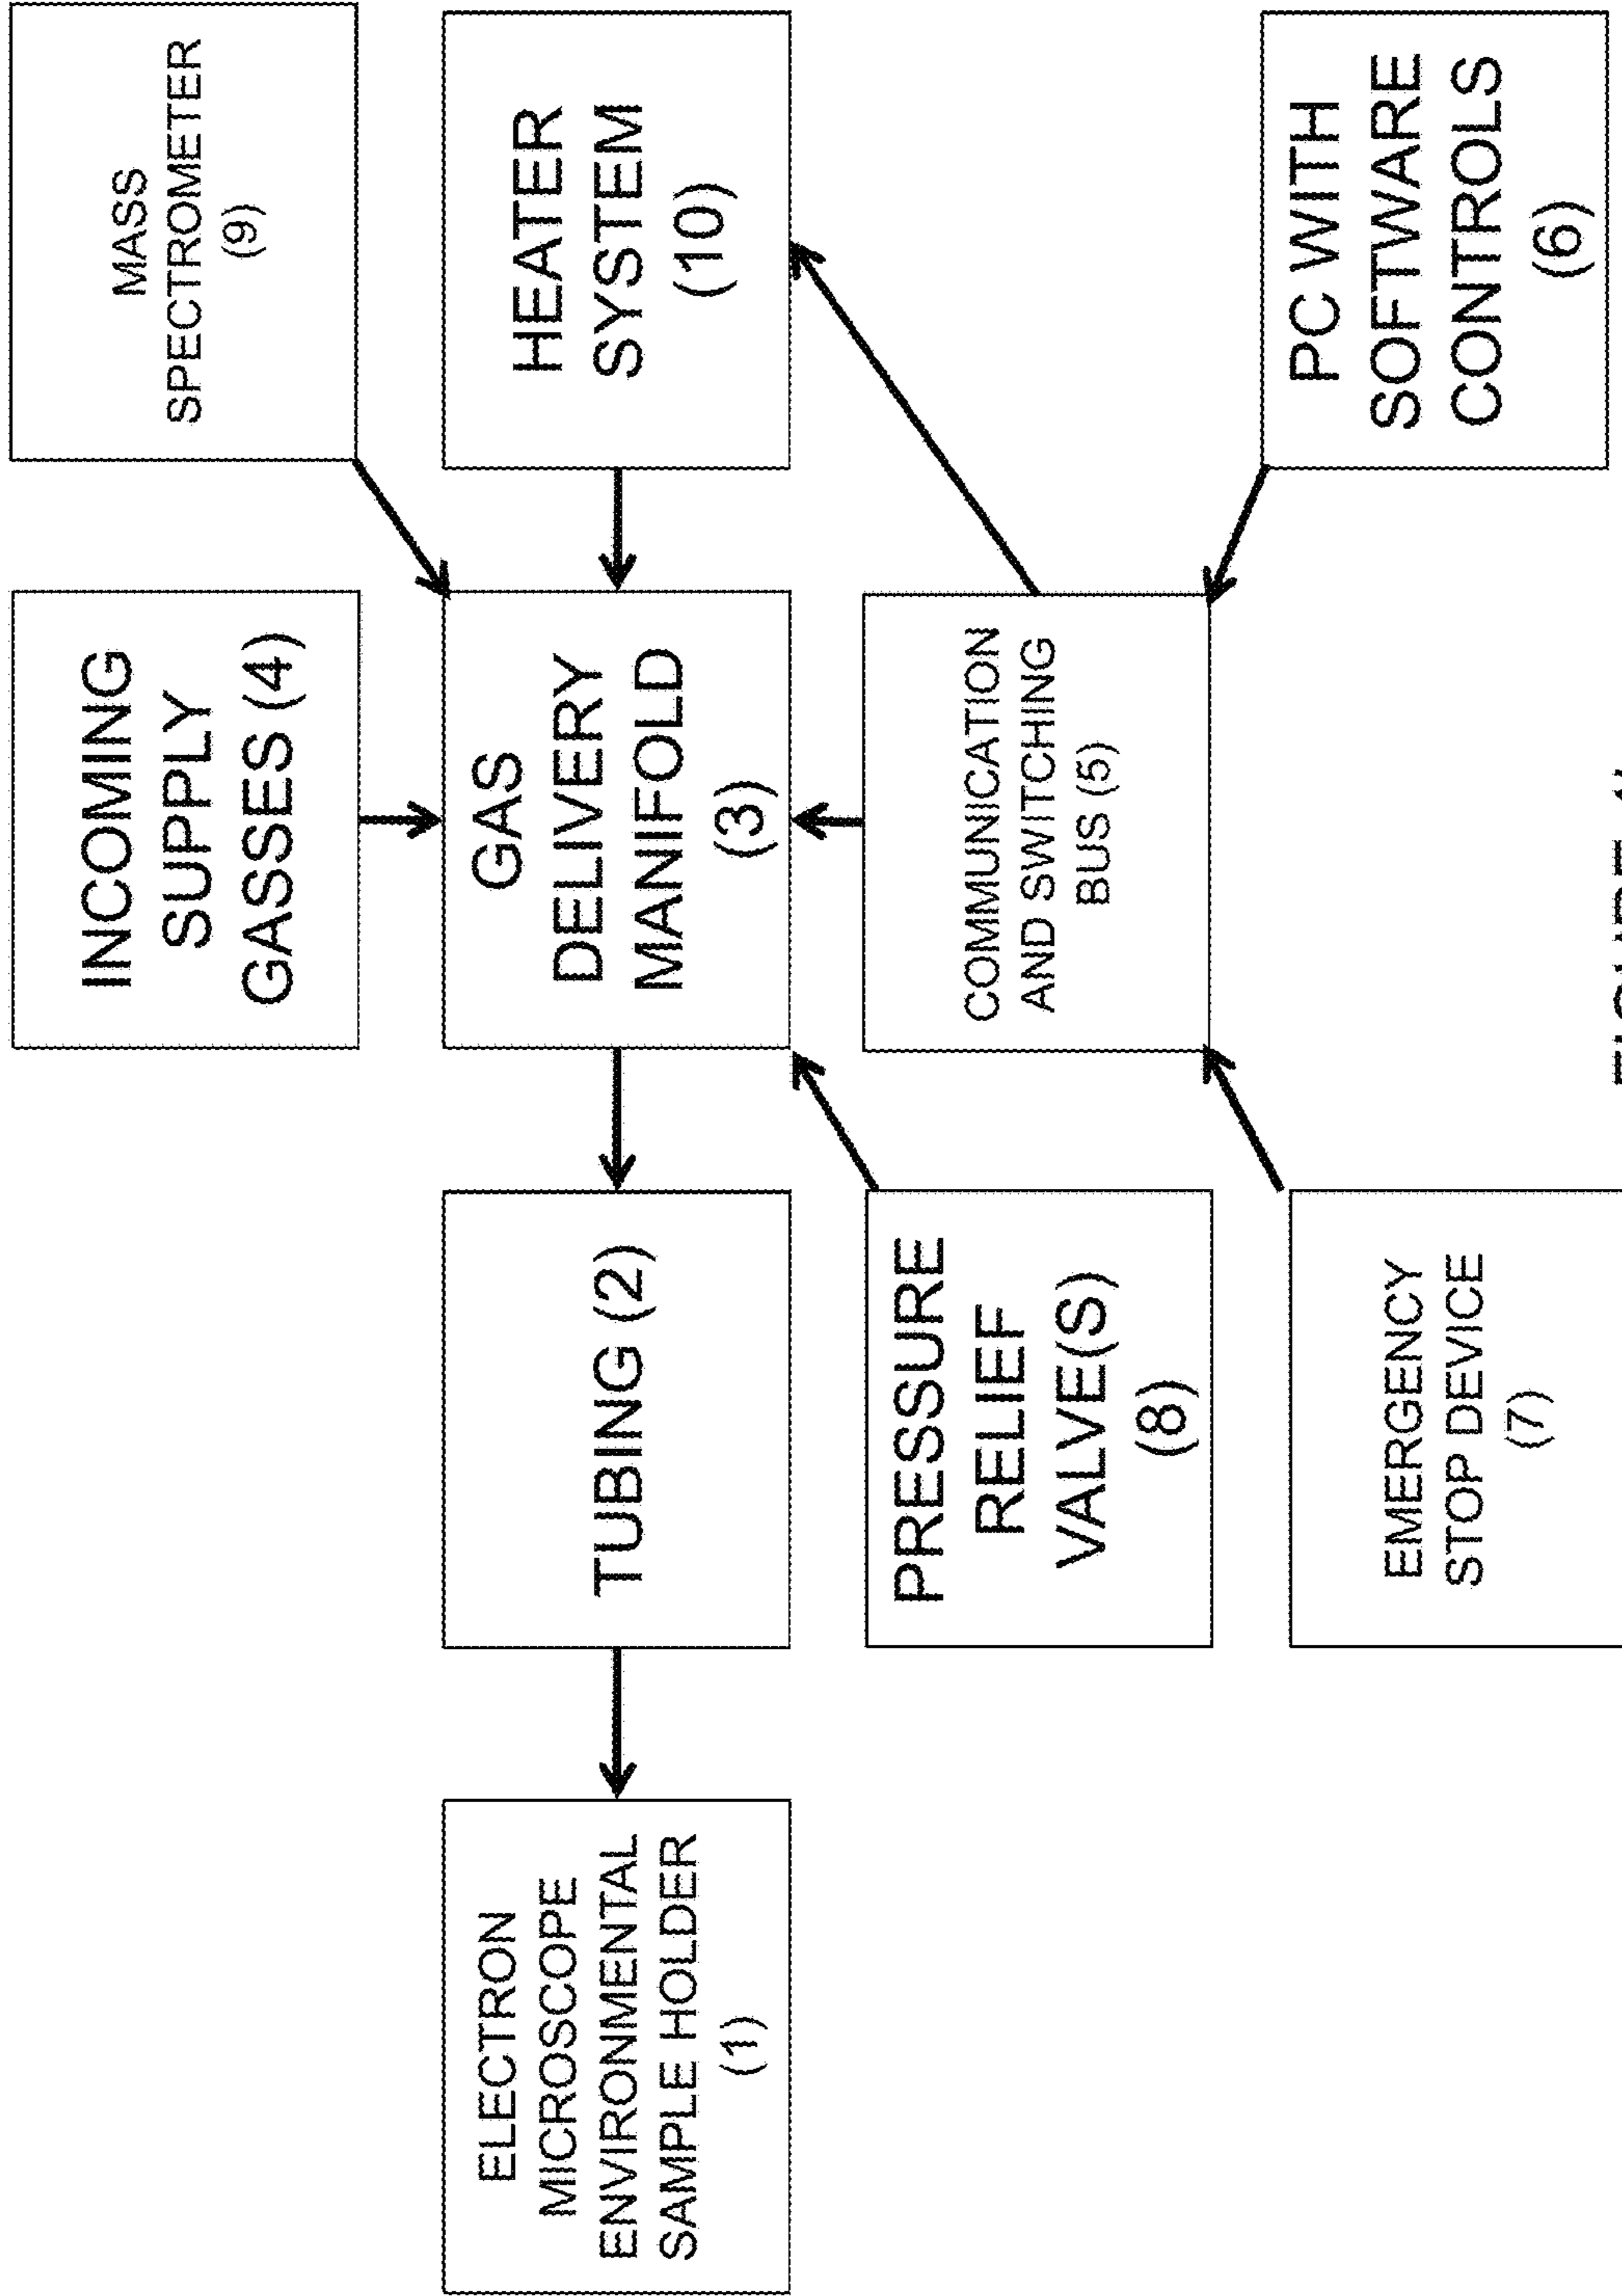 INCOMING
SUPPLY
GASSES (4)
MASS
SPECTROMETER
(9)
ELECTRON
MICROSCOPE
ENVIRONMENTAL
SAMPLE HOLDER
(1)
TUBING (2)
GAS
DELIVERY
MANIFOLD
(3)
HEATER
SYSTEM
(10)
PRESSURE
RELIEF
VALVE(S)
(8)
COMMUNICATION
AND SWITCHING
BUS (5)
EMERGENCY
STOP DEVICE
(7)
PC WITH
SOFTWARE
CONTROLS
(6)